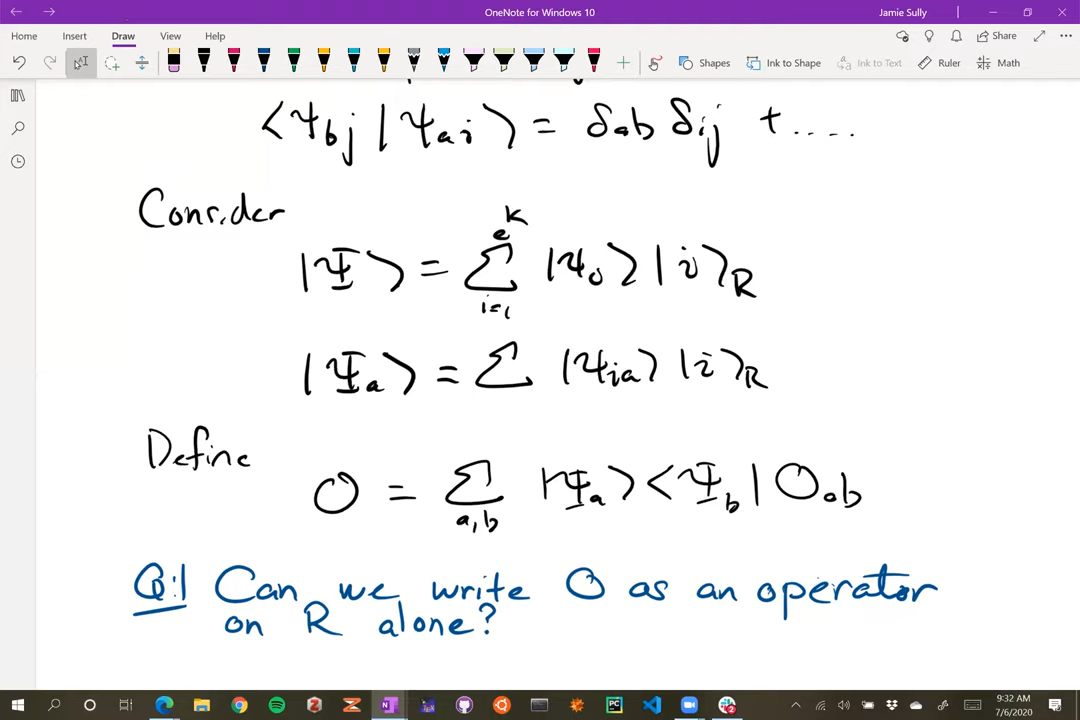 OneNote for Windows 10
Jamie Sully
Home Insert Draw View Help
Share
Shapes Ink to Shape Ink to Text Ruler Math
⟨ψbj | ψai⟩ = δab δij + ....
Consider
|Ψ⟩ = Σ_{i=1}^{e^k} |ψ0⟩ |i⟩R
|Ψa⟩ = Σ |ψia⟩ |i⟩R
Define
O = Σ_{a,b} |Ψa⟩⟨Ψb| Oab
Q:1 Can we write O as an operator
on R alone?
9:32 AM
7/6/2020